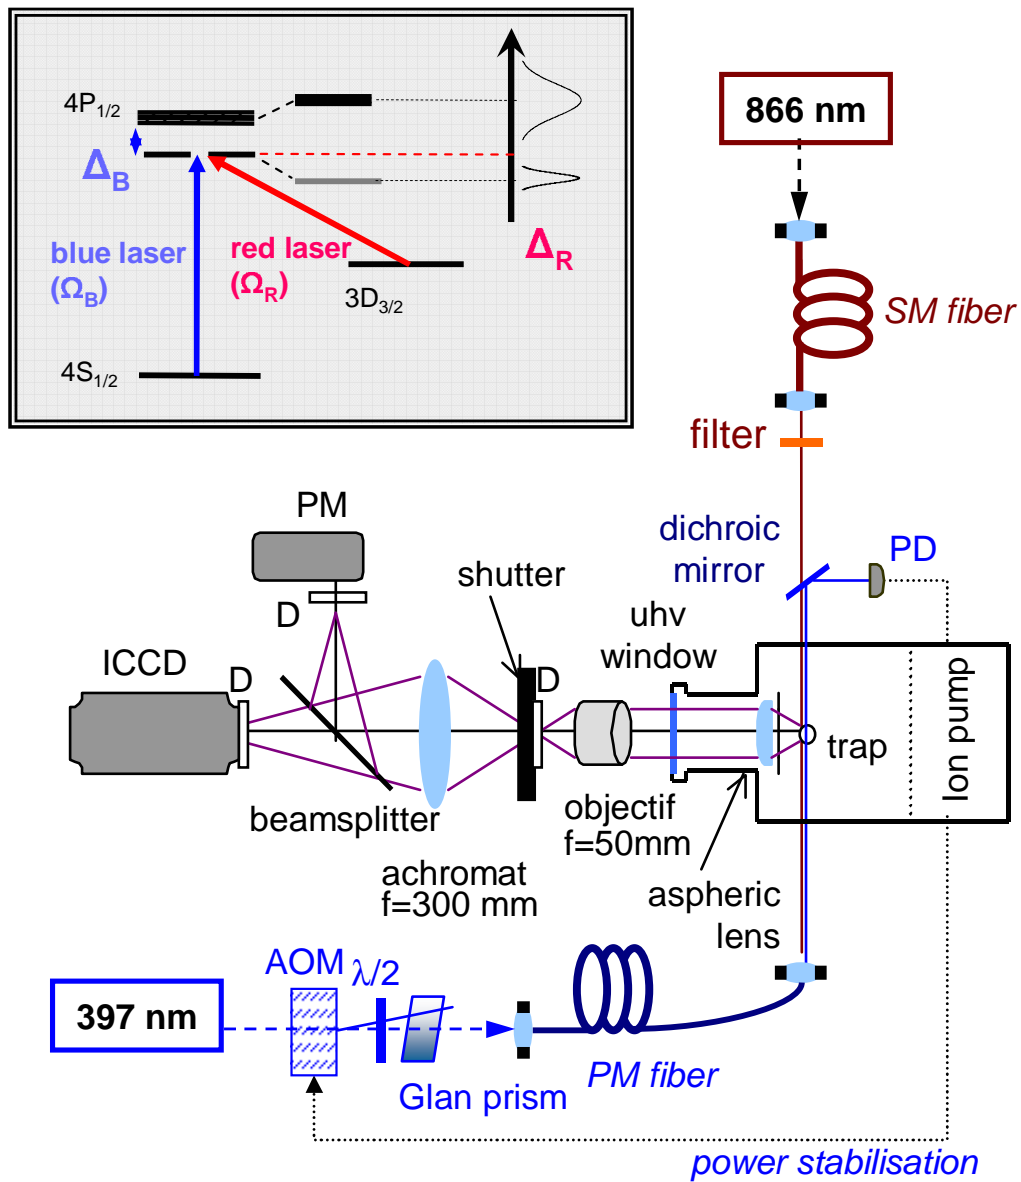 4P1/2
ΔB
blue laser
(ΩB)
red laser
(ΩR)
3D3/2
4S1/2
ΔR
866 nm
SM fiber
filter
dichroic
mirror
PD
PM
D
shutter
uhv
window
ICCD
D
D
trap
Ion pump
beamsplitter
objectif
f=50mm
achromat
f=300 mm
aspheric
lens
AOM
λ/2
397 nm
PM fiber
Glan prism
power stabilisation